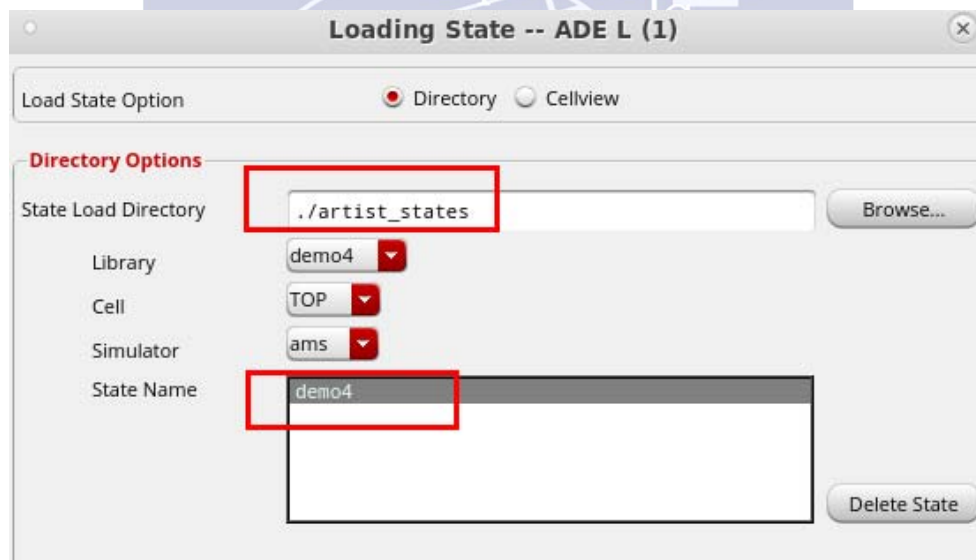 Loading State -- ADE L (1)
Load State Option Directory Cellview
Directory Options
State Load Directory ./artist_states Browse...
Library demo4
Cell TOP
Simulator ams
State Name demo4
Delete State